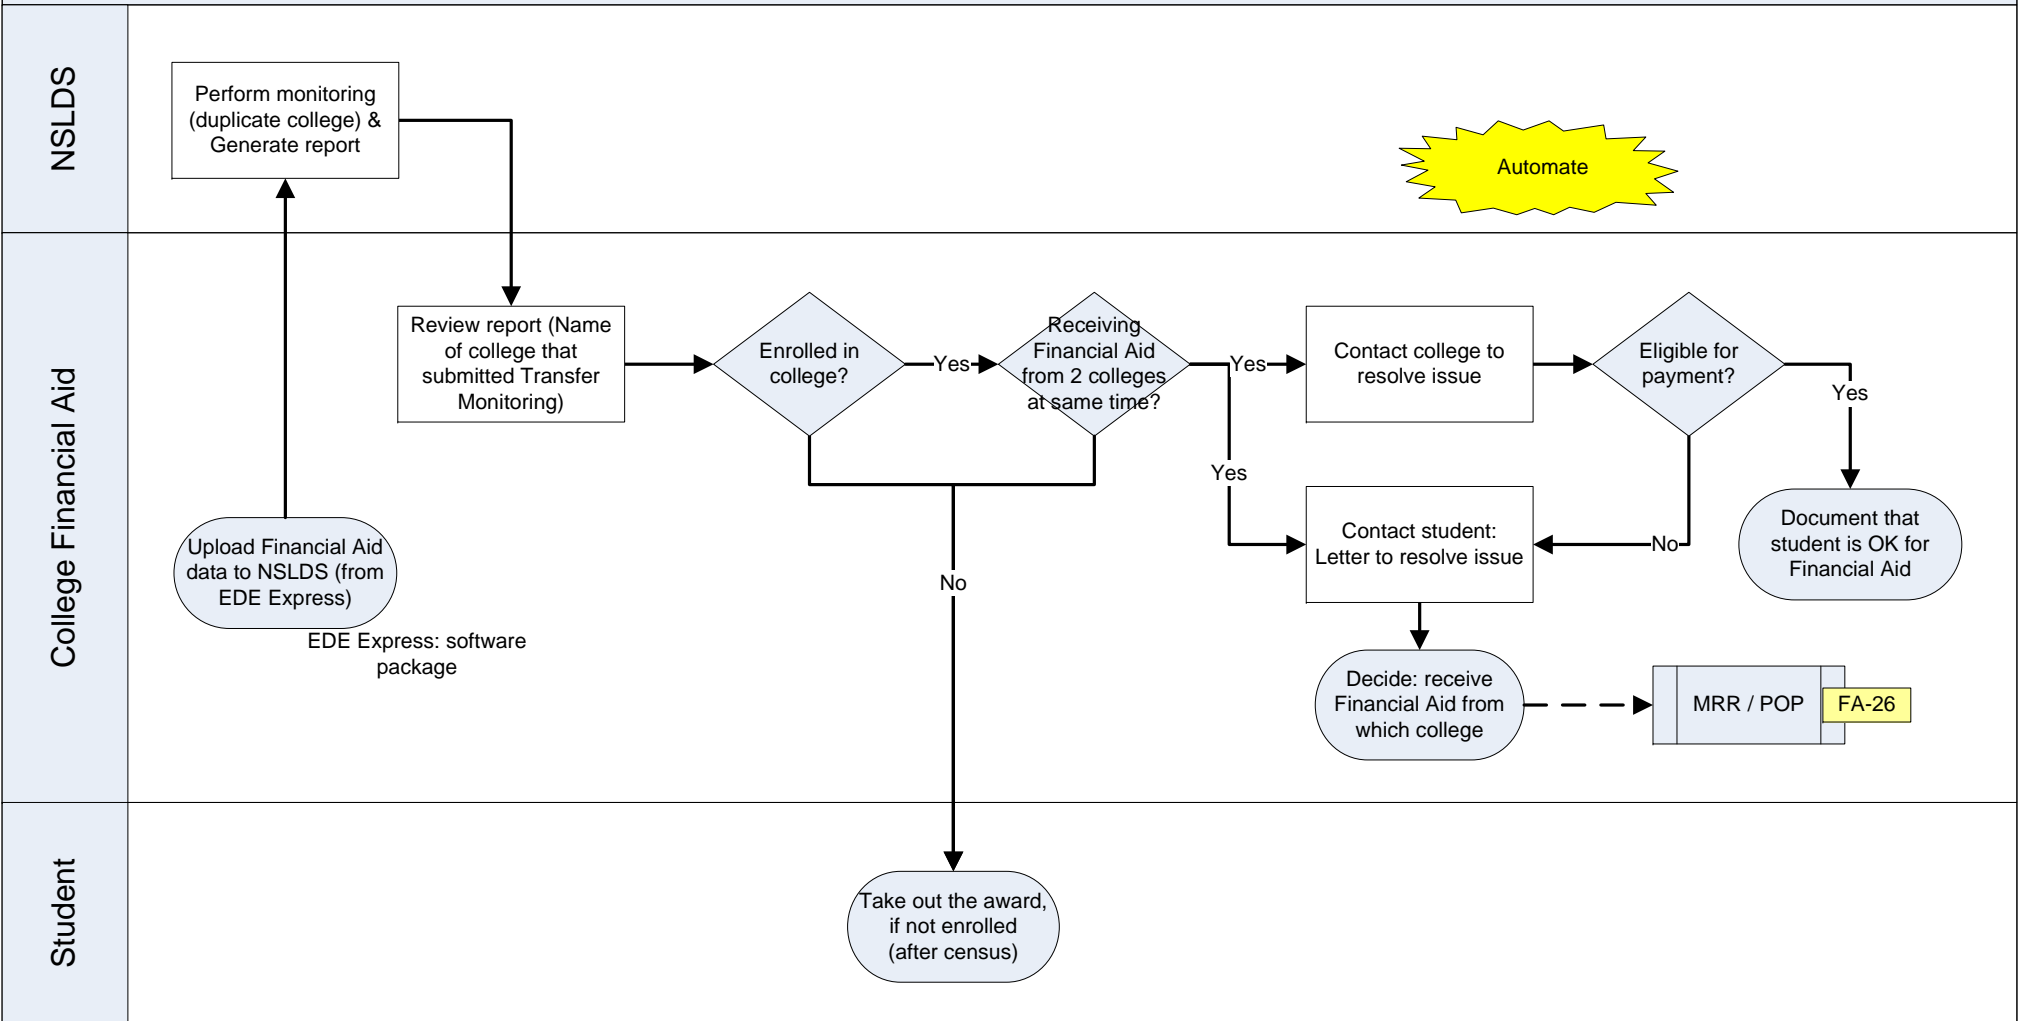 NSLDS
Perform monitoring
(duplicate college) &
Generate report
Automate
College Financial Aid
Review report (Name
of college that
submitted Transfer
Monitoring)
Enrolled in
college?
Yes
Receiving
Financial Aid
from 2 colleges
at same time?
Yes
Yes
Contact college to
resolve issue
Eligible for
payment?
Yes
Upload Financial Aid
data to NSLDS (from
EDE Express)
EDE Express: software
package
No
Contact student:
Letter to resolve issue
No
Document that
student is OK for
Financial Aid
Decide: receive
Financial Aid from
which college
MRR / POP
FA-26
Student
Take out the award,
if not enrolled
(after census)